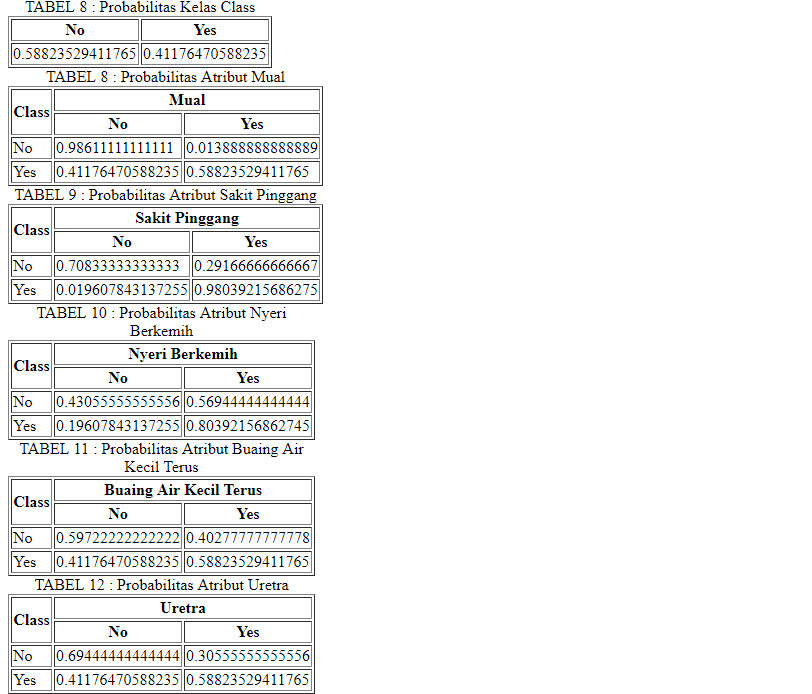 TABEL 8 : Probabilitas Kelas Class
No Yes
0.58823529411765 0.41176470588235
TABEL 8 : Probabilitas Atribut Mual
Class Mual
No Yes
No 0.98611111111111 0.013888888888889
Yes 0.41176470588235 0.58823529411765
TABEL 9 : Probabilitas Atribut Sakit Pinggang
Class Sakit Pinggang
No Yes
No 0.70833333333333 0.29166666666667
Yes 0.019607843137255 0.98039215686275
TABEL 10 : Probabilitas Atribut Nyeri
Berkemih
Class Nyeri Berkemih
No Yes
No 0.43055555555556 0.56944444444444
Yes 0.19607843137255 0.80392156862745
TABEL 11 : Probabilitas Atribut Buaing Air
Kecil Terus
Class Buaing Air Kecil Terus
No Yes
No 0.59722222222222 0.40277777777778
Yes 0.41176470588235 0.58823529411765
TABEL 12 : Probabilitas Atribut Uretra
Class Uretra
No Yes
No 0.69444444444444 0.30555555555556
Yes 0.41176470588235 0.58823529411765